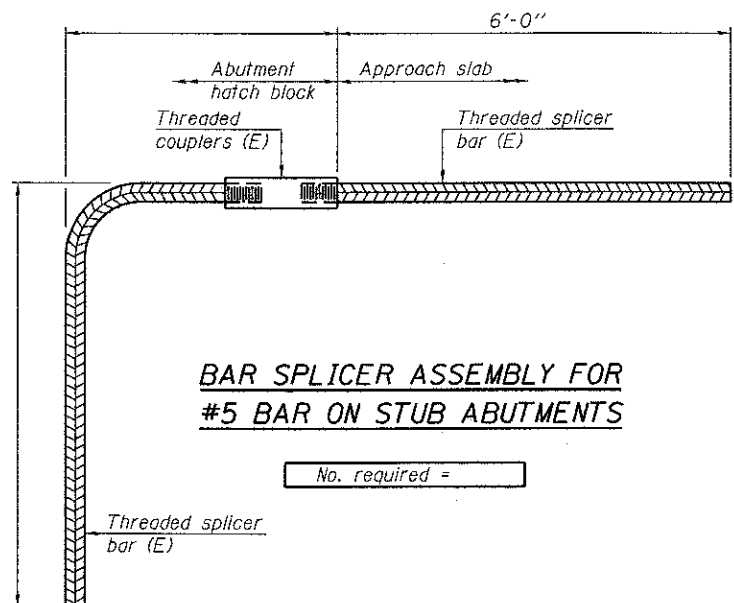 6'-0"
Abutment
hatch block
Approach slab
Threaded
couplers (E)
Threaded splicer
bar (E)
BAR SPLICER ASSEMBLY FOR
#5 BAR ON STUB ABUTMENTS
No. required =
Threaded splicer
bar (E)